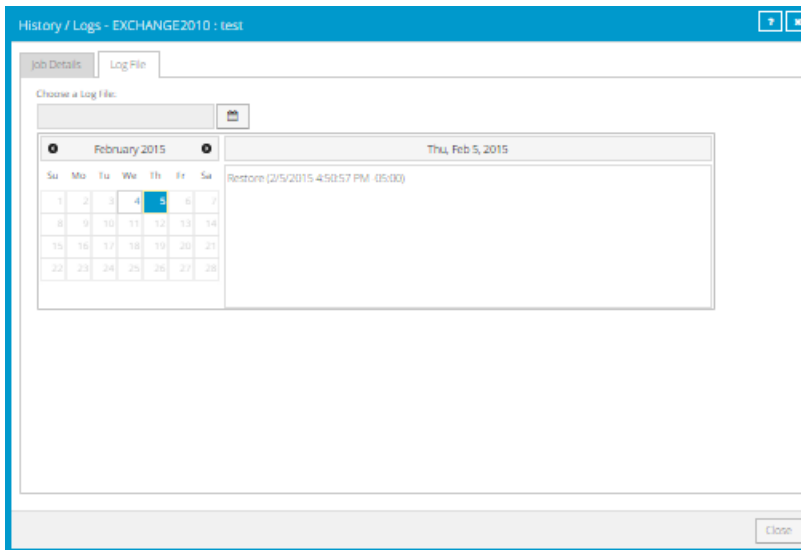 History / Logs - EXCHANGE2010 : test
?
Job Details
Log File
Choose a Log File:
February 2015
Thu, Feb 5, 2015
Su Mo Tu We Th Fr Sa
Restore (2/5/2015 4:50:57 PM -05:00)
1 2 3 4 5 6 7
8 9 10 11 12 13 14
15 16 17 18 19 20 21
22 23 24 25 26 27 28
Close